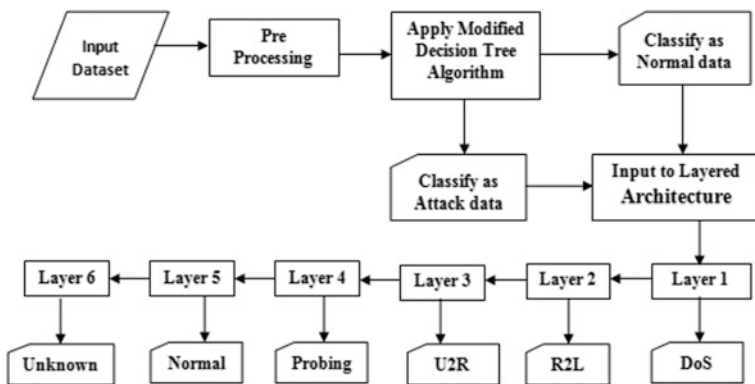 Input
Dataset
Pre
Processing
Apply Modified
Decision Tree
Algorithm
Classify as
Normal data
Classify as
Attack data
Input to Layered
Architecture
Layer 6
Layer 5
Layer 4
Layer 3
Layer 2
Layer 1
Unknown
Normal
Probing
U2R
R2L
DoS